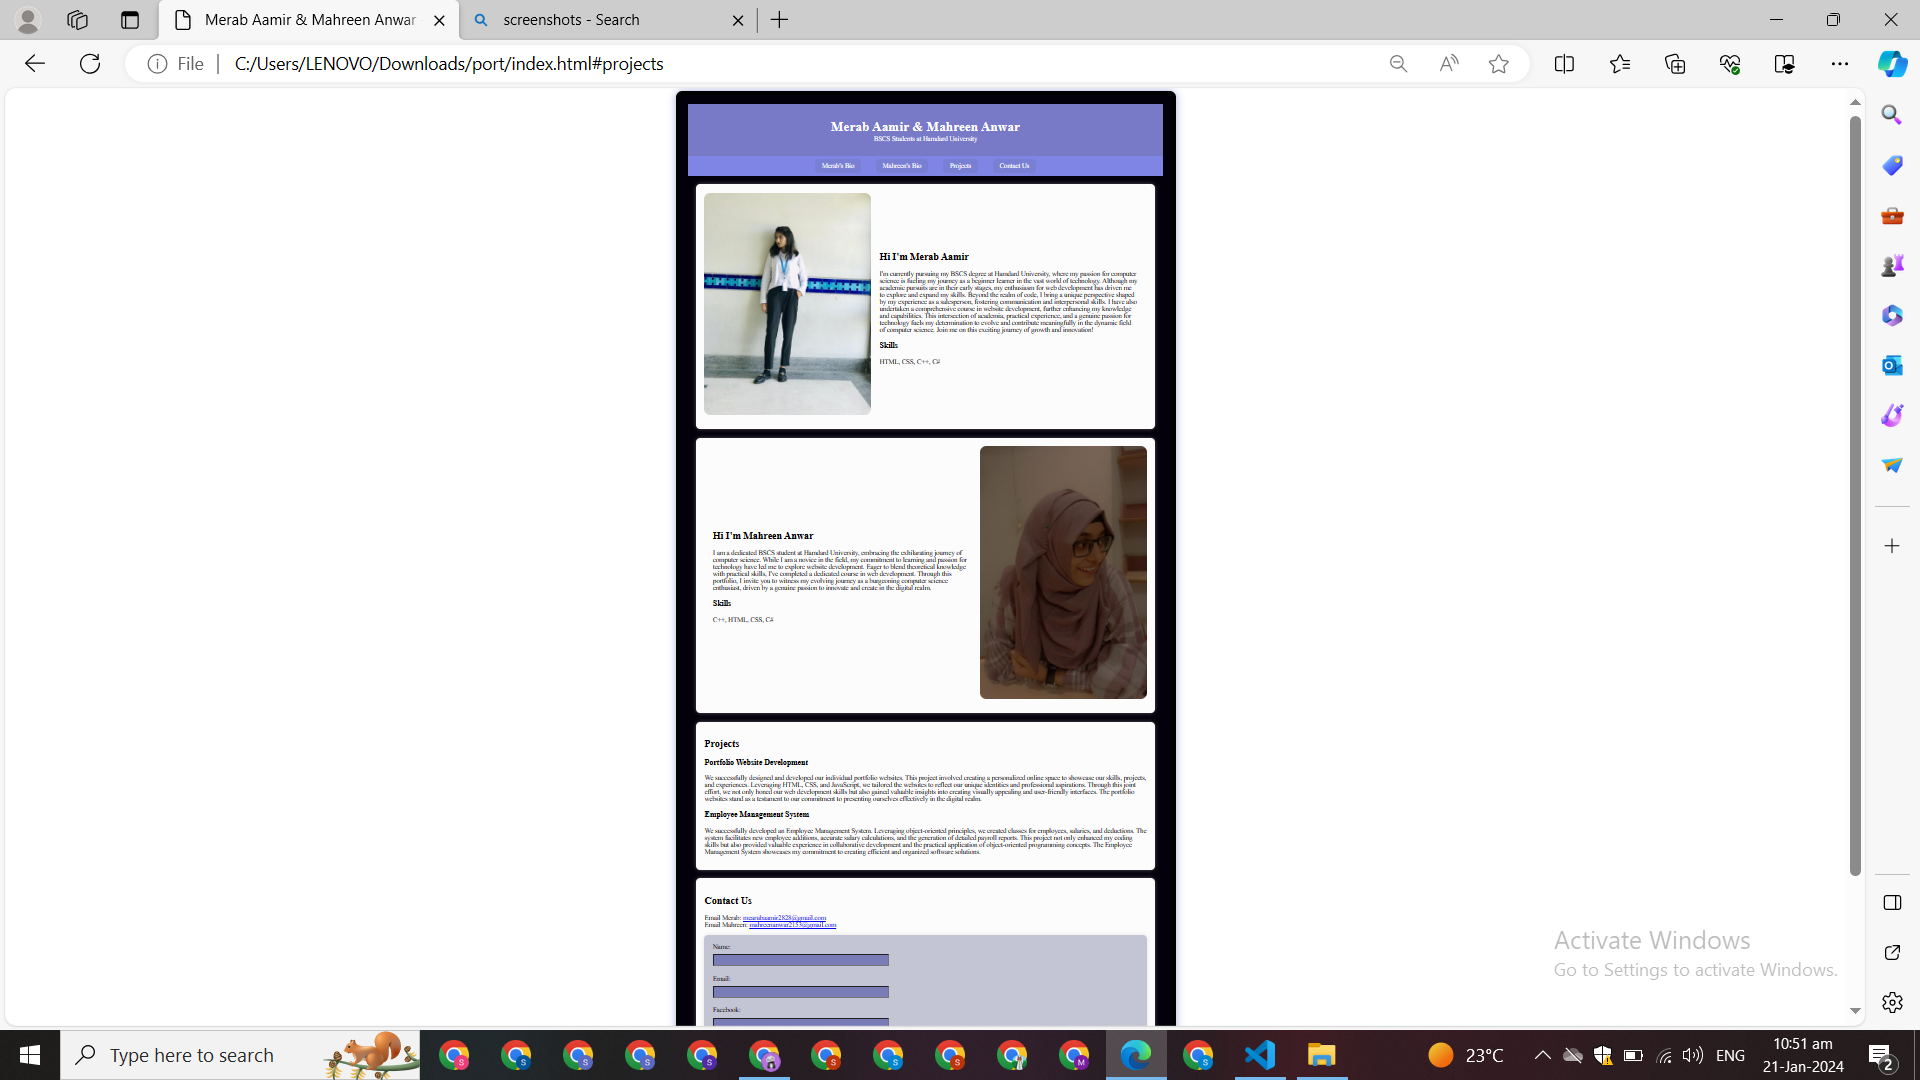 Merab Aamir & Mahreen Anwar
screenshots - Search
File
C:/Users/LENOVO/Downloads/port/index.html#projects
Merab Aamir & Mahreen Anwar
BSCS Students at Hamdard University
Merab's Bio
Mahreen's Bio
Projects
Contact Us
Hi I'm Merab Aamir
I'm currently pursuing my BSCS degree at Hamdard University, where my passion for computer
science is fueling my journey as a beginner learner in the vast world of technology. Although my
academic pursuits are in their early stages, my enthusiasm for web development has driven me
to explore and expand my skills. Beyond the realm of code, I bring a unique perspective shaped
by my experience as a salesperson, fostering communication and interpersonal skills. I have also
undertaken a comprehensive course in website development, further enhancing my knowledge
and capabilities. This intersection of academia, practical experience, and a genuine passion for
technology fuels my determination to evolve and contribute meaningfully in the dynamic field
of computer science. Join me on this exciting journey of growth and innovation!
Skills
HTML, CSS, C++, C#
Hi I'm Mahreen Anwar
I am a dedicated BSCS student at Hamdard University, embracing the exhilarating journey of
computer science. While I am a novice in the field, my commitment to learning and passion for
technology have led me to explore website development. Eager to blend theoretical knowledge
with practical skills, I've completed a dedicated course in web development. Through this
portfolio, I invite you to witness my evolving journey as a burgeoning computer science
enthusiast, driven by a genuine passion to innovate and create in the digital realm.
Skills
C++, HTML, CSS, C#
Projects
Portfolio Website Development
We successfully designed and developed our individual portfolio websites. This project involved creating a personalized online space to showcase our skills, projects,
and experiences. Leveraging HTML, CSS, and JavaScript, we tailored the websites to reflect our unique identities and professional aspirations. Through this joint
effort, we not only honed our web development skills but also gained valuable insights into creating visually appealing and user-friendly interfaces. The portfolio
websites stand as a testament to our commitment to presenting ourselves effectively in the digital realm.
Employee Management System
We successfully developed an Employee Management System. Leveraging object-oriented principles, we created classes for employees, salaries, and deductions. The
system facilitates new employee additions, accurate salary calculations, and the generation of detailed payroll reports. This project not only enhanced my coding
skills but also provided valuable experience in collaborative development and the practical application of object-oriented programming concepts. The Employee
Management System showcases my commitment to creating efficient and organized software solutions.
Contact Us
Email Merab:
Email Mahreen: mahreenanwar2153@gmail.com
Name:
Email:
Facebook:
Activate Windows
Go to Settings to activate Windows.
Type here to search
23°C
ENG
10:51 am
21-Jan-2024
2